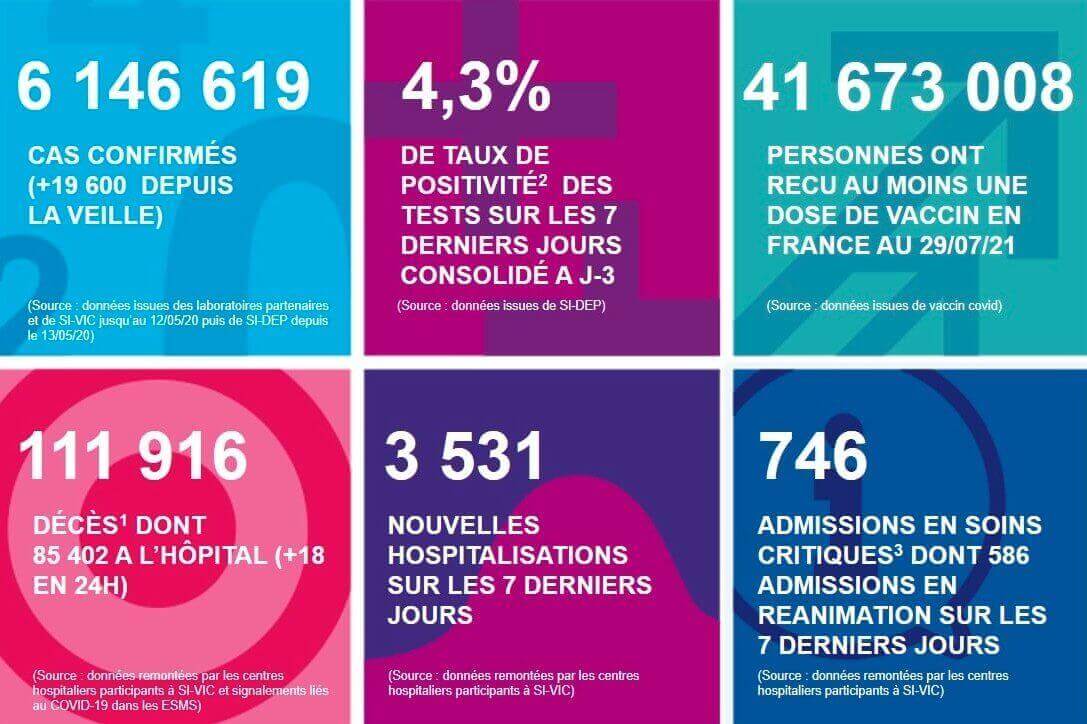 6 146 619
CAS CONFIRMÉS
(+19 600 DEPUIS
LA VEILLE)
(Source : données issues des laboratoires partenaires
et de SI-VIC jusqu'au 12/05/20 puis de SI-DEP depuis
le 13/05/20)
4,3%
DE TAUX DE
POSITIVITÉ² DES
TESTS SUR LES 7
DERNIERS JOURS
CONSOLIDÉ A J-3
(Source : données issues de SI-DEP)
41 673 008
PERSONNES ONT
RECU AU MOINS UNE
DOSE DE VACCIN EN
FRANCE AU 29/07/21
(Source : données issues de vaccin covid)
111 916
DÉCÈS¹ DONT
85 402 A L'HÔPITAL (+18
EN 24H)
(Source : données remontées par les centres
hospitaliers participants à SI-VIC et signalements liés
au COVID-19 dans les ESMS)
3 531
NOUVELLES
HOSPITALISATIONS
SUR LES 7 DERNIERS
JOURS
(Source : données remontées par les centres
hospitaliers participants à SI-VIC)
746
ADMISSIONS EN SOINS
CRITIQUES³ DONT 586
ADMISSIONS EN
REANIMATION SUR LES
7 DERNIERS JOURS
(Source : données remontées par les centres
hospitaliers participants à SI-VIC)